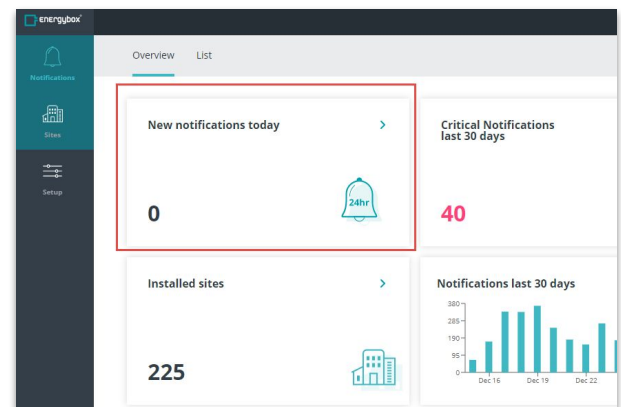 energybox
Overview List
Notifications
Sites
Setup
New notifications today
0
24hr
Critical Notifications
last 30 days
40
Installed sites
225
Notifications last 30 days
380
285
190
95
0
Dec 16 Dec 19 Dec 22